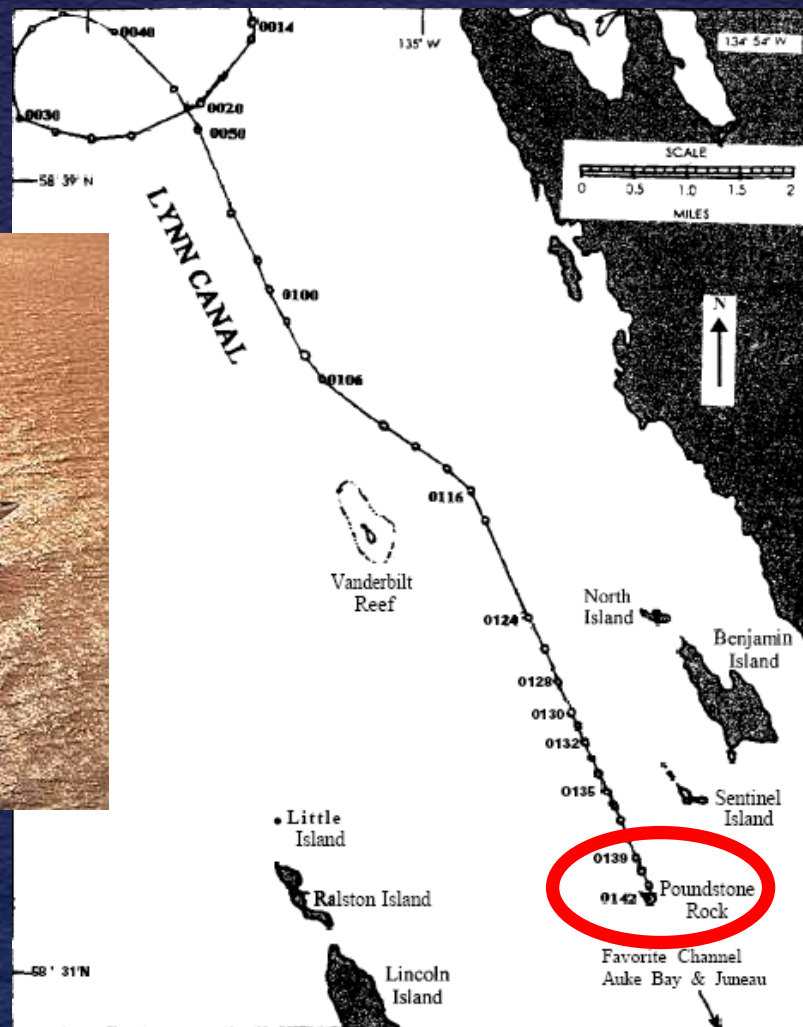 0040
0014
135° W
134 54' W
0030
0020
0050
SCALE
0 0.5 1.0 1.5 2
MILES
58 39' N
LYNN CANAL
0100
N
0106
0116
Vanderbilt
Reef
0124
North
Island
Benjamin
Island
0128
0130
0132
0135
Sentinel
Island
Little
Island
0139
Ralston Island
0142
Poundstone
Rock
58 ' 31'N
Lincoln
Island
Favorite Channel
Auke Bay & Juneau